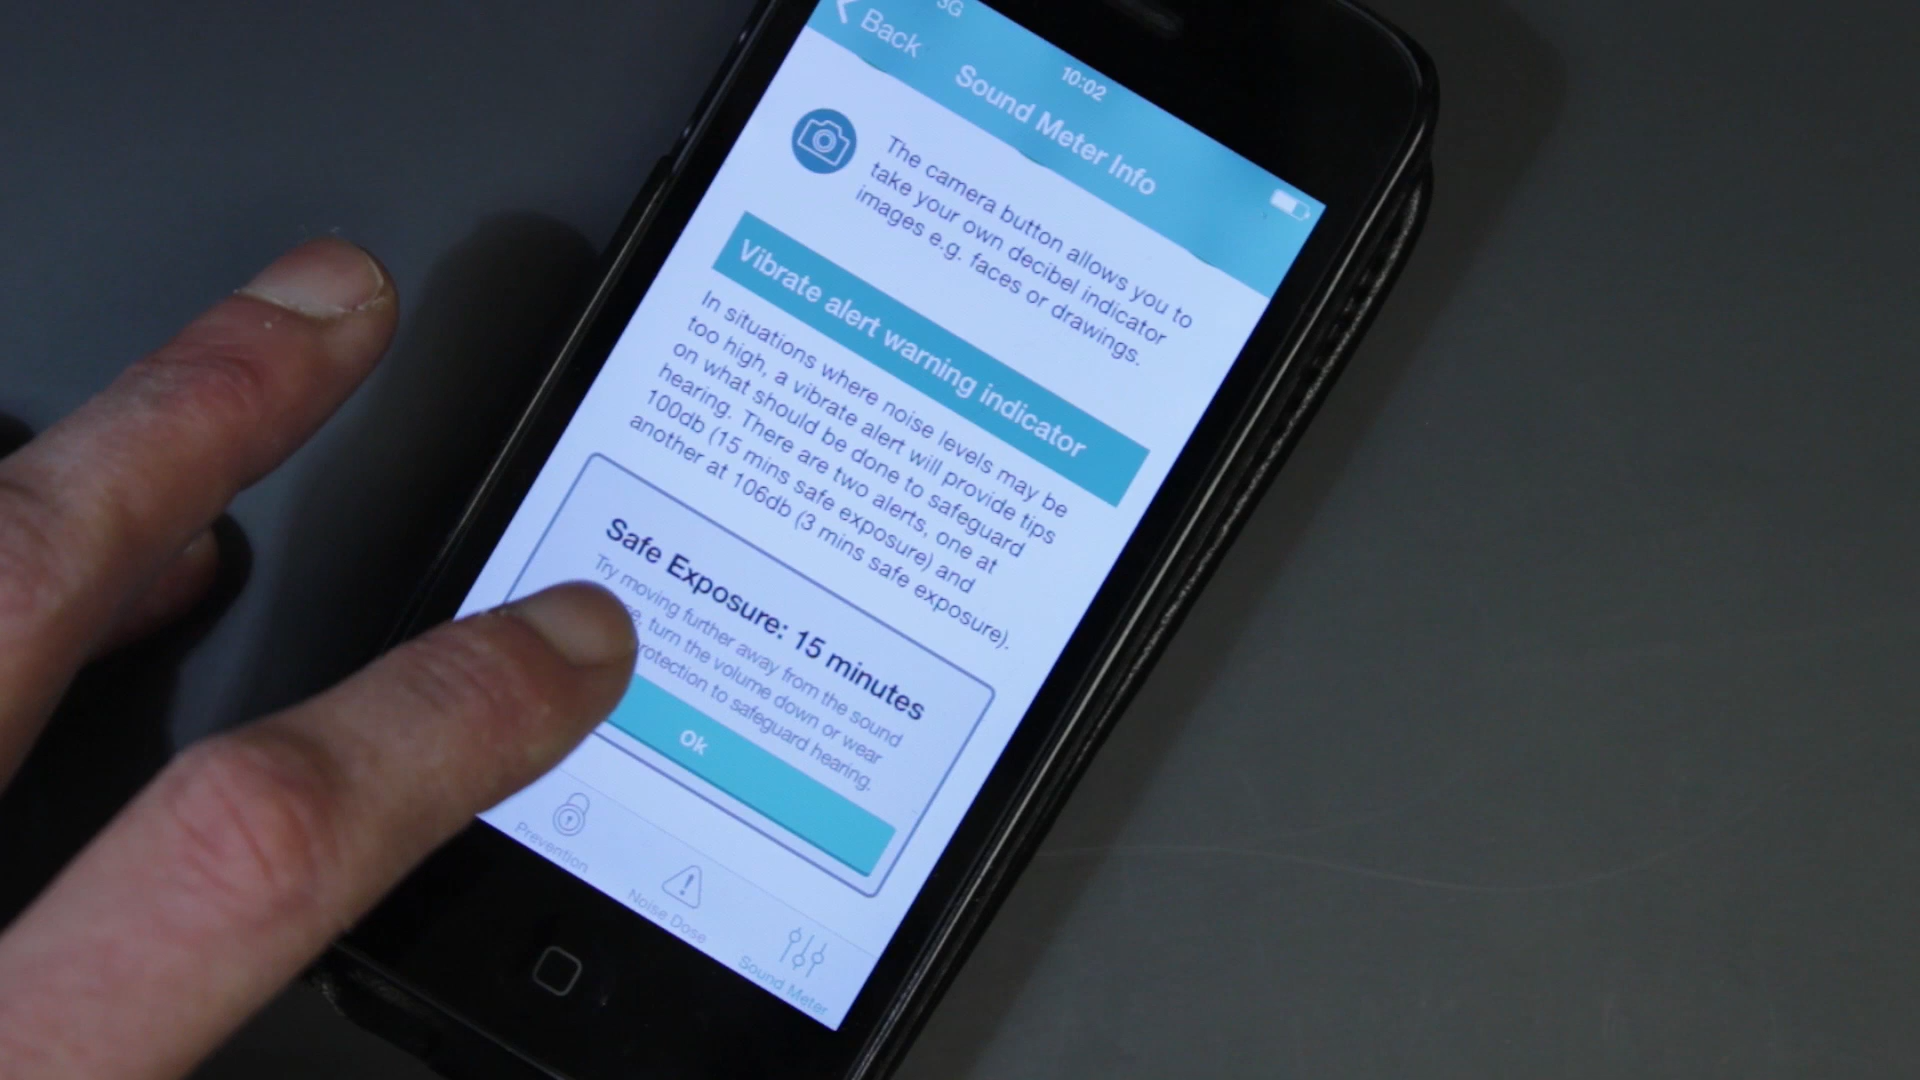 3G
10:02
Back
Sound Meter Info
The camera button allows you to
take your own decibel indicator
images e.g. faces or drawings.
Vibrate alert warning indicator
In situations where noise levels may be
too high, a vibrate alert will provide tips
on what should be done to safeguard
hearing. There are two alerts, one at
100db (15 mins safe exposure) and
another at 106db (3 mins safe exposure).
Safe Exposure: 15 minutes
Try moving further away from the sound
turn the volume down or wear
to safeguard hearing.
Ok
Prevention
Noise Dose
Sound Meter